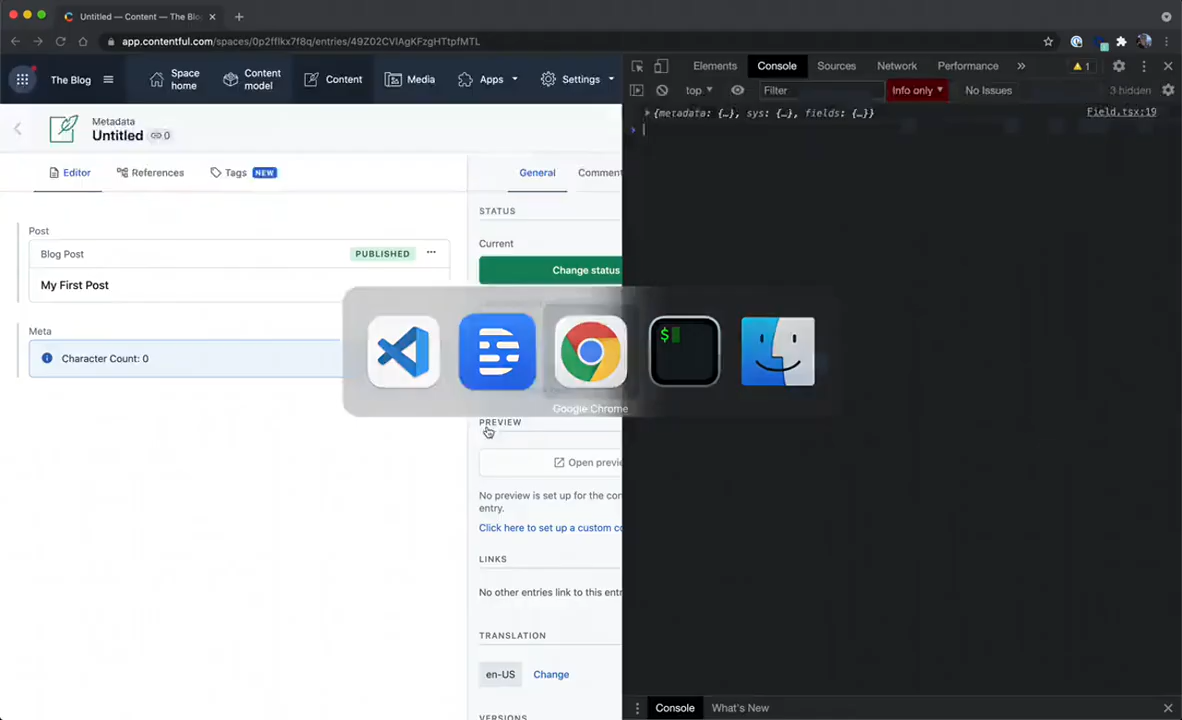 Untitled — Content — The Blo
app.contentful.com/spaces/0p2fflkx7f8q/entries/49Z02CVlAgKFzgHTtpfMTL
The Blog
Space home
Content model
Content
Media
Apps
Settings
Metadata
Untitled
0
Editor
References
Tags
NEW
Post
Blog Post
PUBLISHED
My First Post
Meta
Character Count: 0
General
Commen
STATUS
Current
Change status
PREVIEW
Open previe
No preview is set up for the con
entry.
Click here to set up a custom co
LINKS
No other entries link to this ent
TRANSLATION
en-US
Change
VERSIONS
$
Google Chrome
Elements
Console
Sources
Network
Performance
»
1
top
Filter
Info only
No Issues
3 hidden
{metadata: {…}, sys: {…}, fields: {…}}
Field.tsx:19
Console
What's New